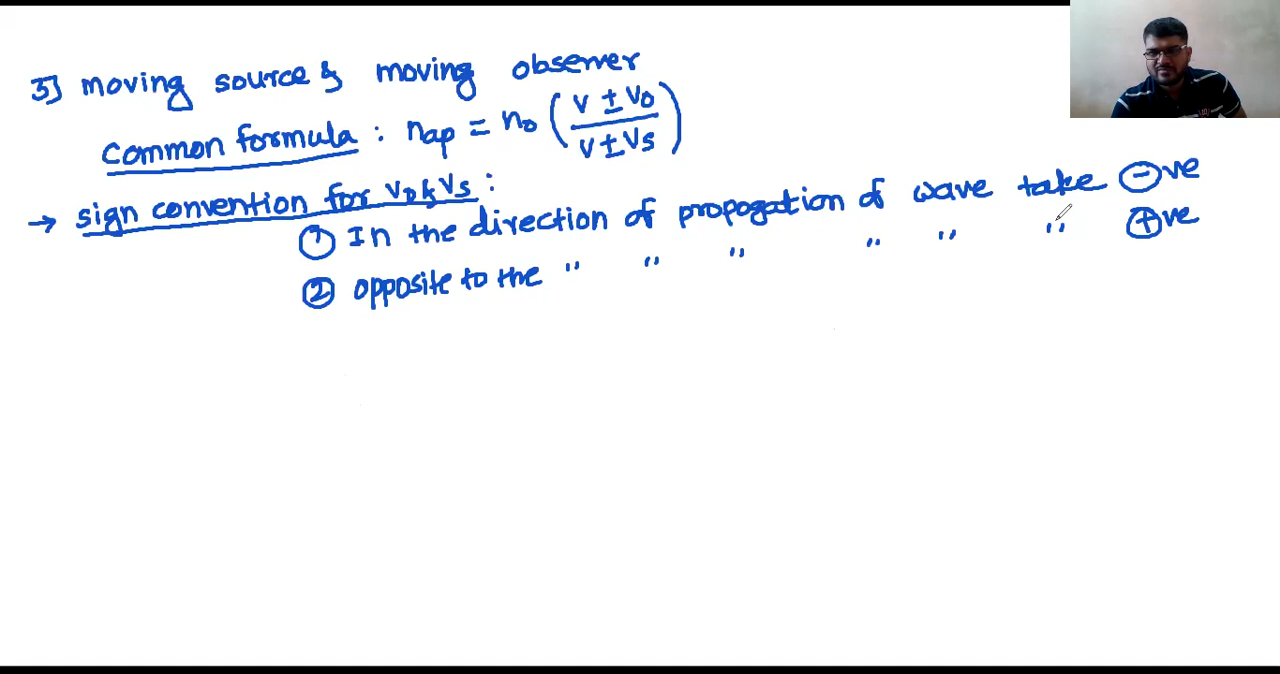 3) moving source & moving observer
Common formula : nap = no ( V ± Vo / V ± Vs )
→ sign convention for Vo & Vs :
① In the direction of propogation of wave take ⊖ve
② opposite to the " " " " " " ⊕ve